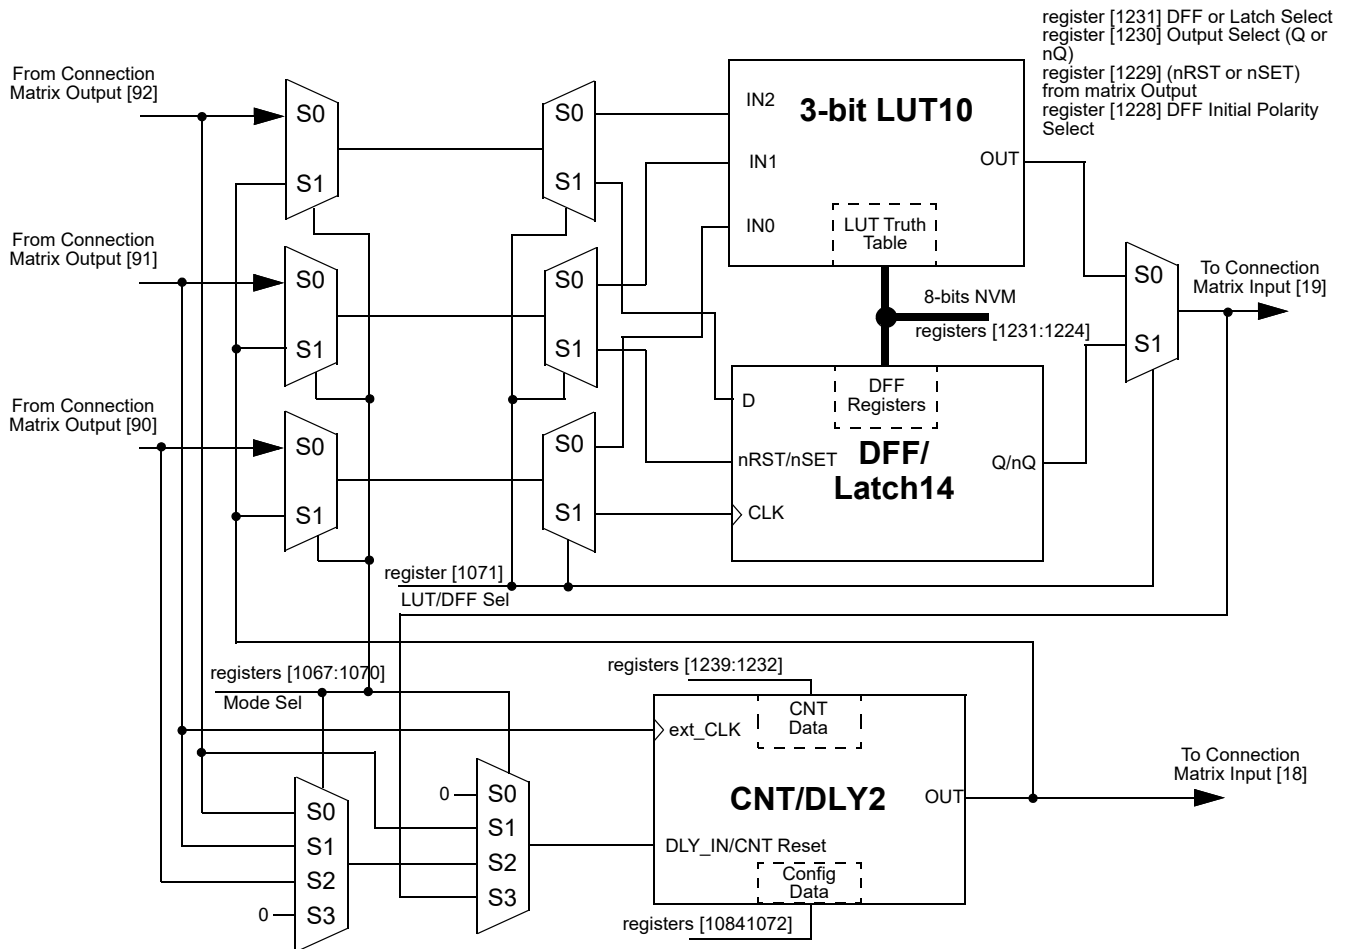 register [1231] DFF or Latch Select
register [1230] Output Select (Q or
nQ)
register [1229] (nRST or nSET)
from matrix Output
register [1228] DFF Initial Polarity
Select
From Connection
Matrix Output [92]
S0
S1
S0
S1
IN2
3-bit LUT10
IN1
OUT
IN0
LUT Truth
Table
From Connection
Matrix Output [91]
S0
S1
S0
S1
8-bits NVM
registers [1231:1224]
S0
S1
To Connection
Matrix Input [19]
From Connection
Matrix Output [90]
S0
S1
S0
S1
DFF
Registers
D
DFF/
Latch14
nRST/nSET
Q/nQ
CLK
register [1071]
LUT/DFF Sel
registers [1067:1070]
Mode Sel
registers [1239:1232]
CNT
Data
ext_CLK
CNT/DLY2
OUT
To Connection
Matrix Input [18]
DLY_IN/CNT Reset
Config
Data
registers [10841072]
S0
S1
S2
0
S3
0
S0
S1
S2
S3